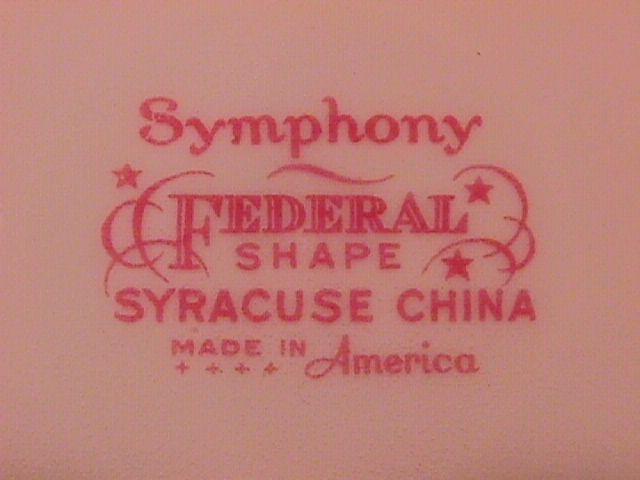 Symphony
FEDERAL
SHAPE
SYRACUSE CHINA
MADE IN America